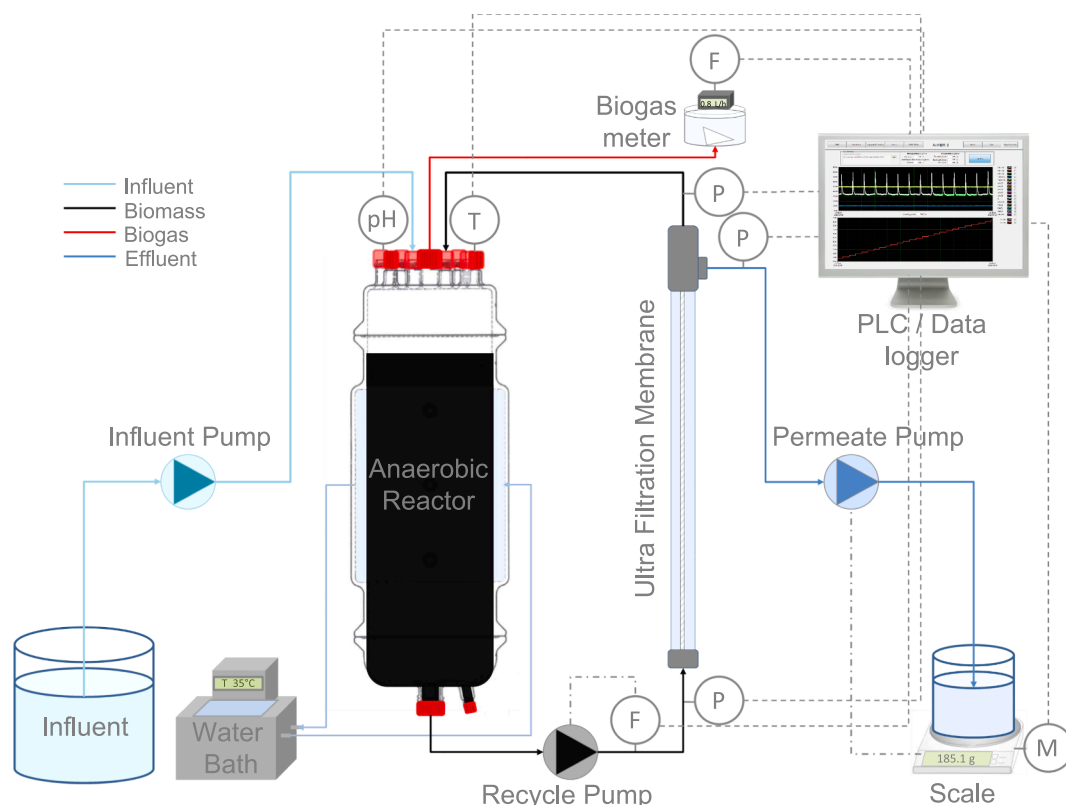 F
0.8 L/h
Biogas
meter
Influent
Biomass
Biogas
Effluent
pH
T
P
P
PLC / Data
logger
Influent Pump
Anaerobic
Reactor
Ultra Filtration Membrane
Permeate Pump
T 35°C
Influent
Water
Bath
F
P
Recycle Pump
185.1 g
M
Scale